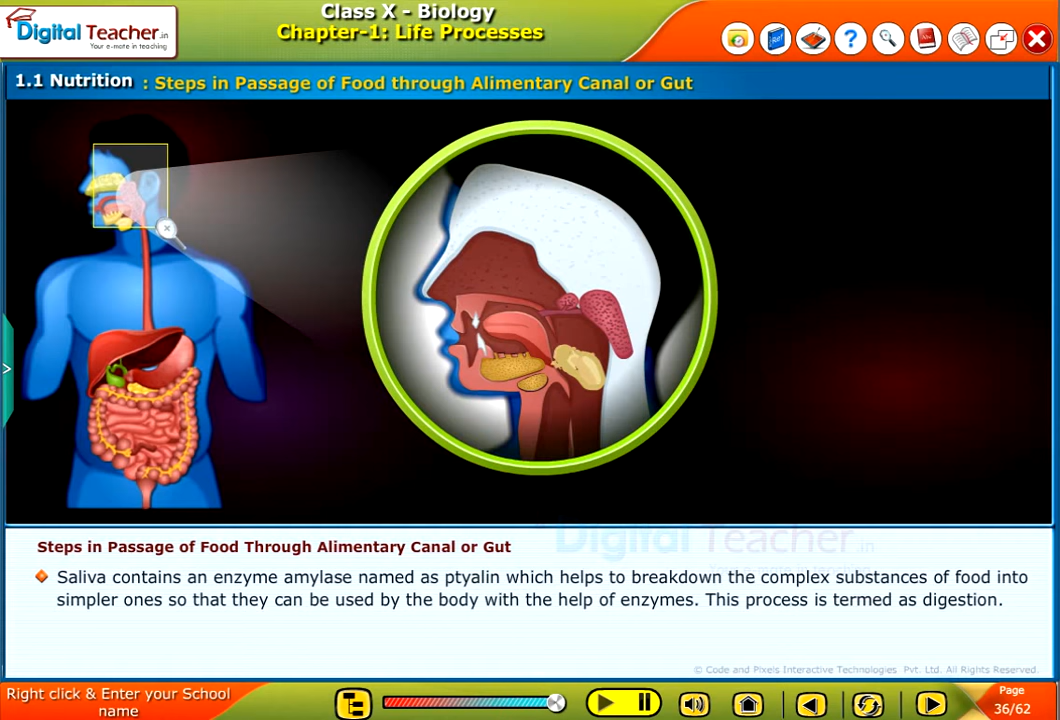 Digital Teacher.in
Your e-mate in teaching
Class X - Biology
Chapter-1: Life Processes
1.1 Nutrition : Steps in Passage of Food through Alimentary Canal or Gut
Digital Teacher.in
Your e-mate in teaching
Steps in Passage of Food Through Alimentary Canal or Gut
Saliva contains an enzyme amylase named as ptyalin which helps to breakdown the complex substances of food into
simpler ones so that they can be used by the body with the help of enzymes. This process is termed as digestion.
© Code and Pixels Interactive Technologies Pvt. Ltd. All Rights Reserved.
Right click & Enter your School
name
Page
36/62